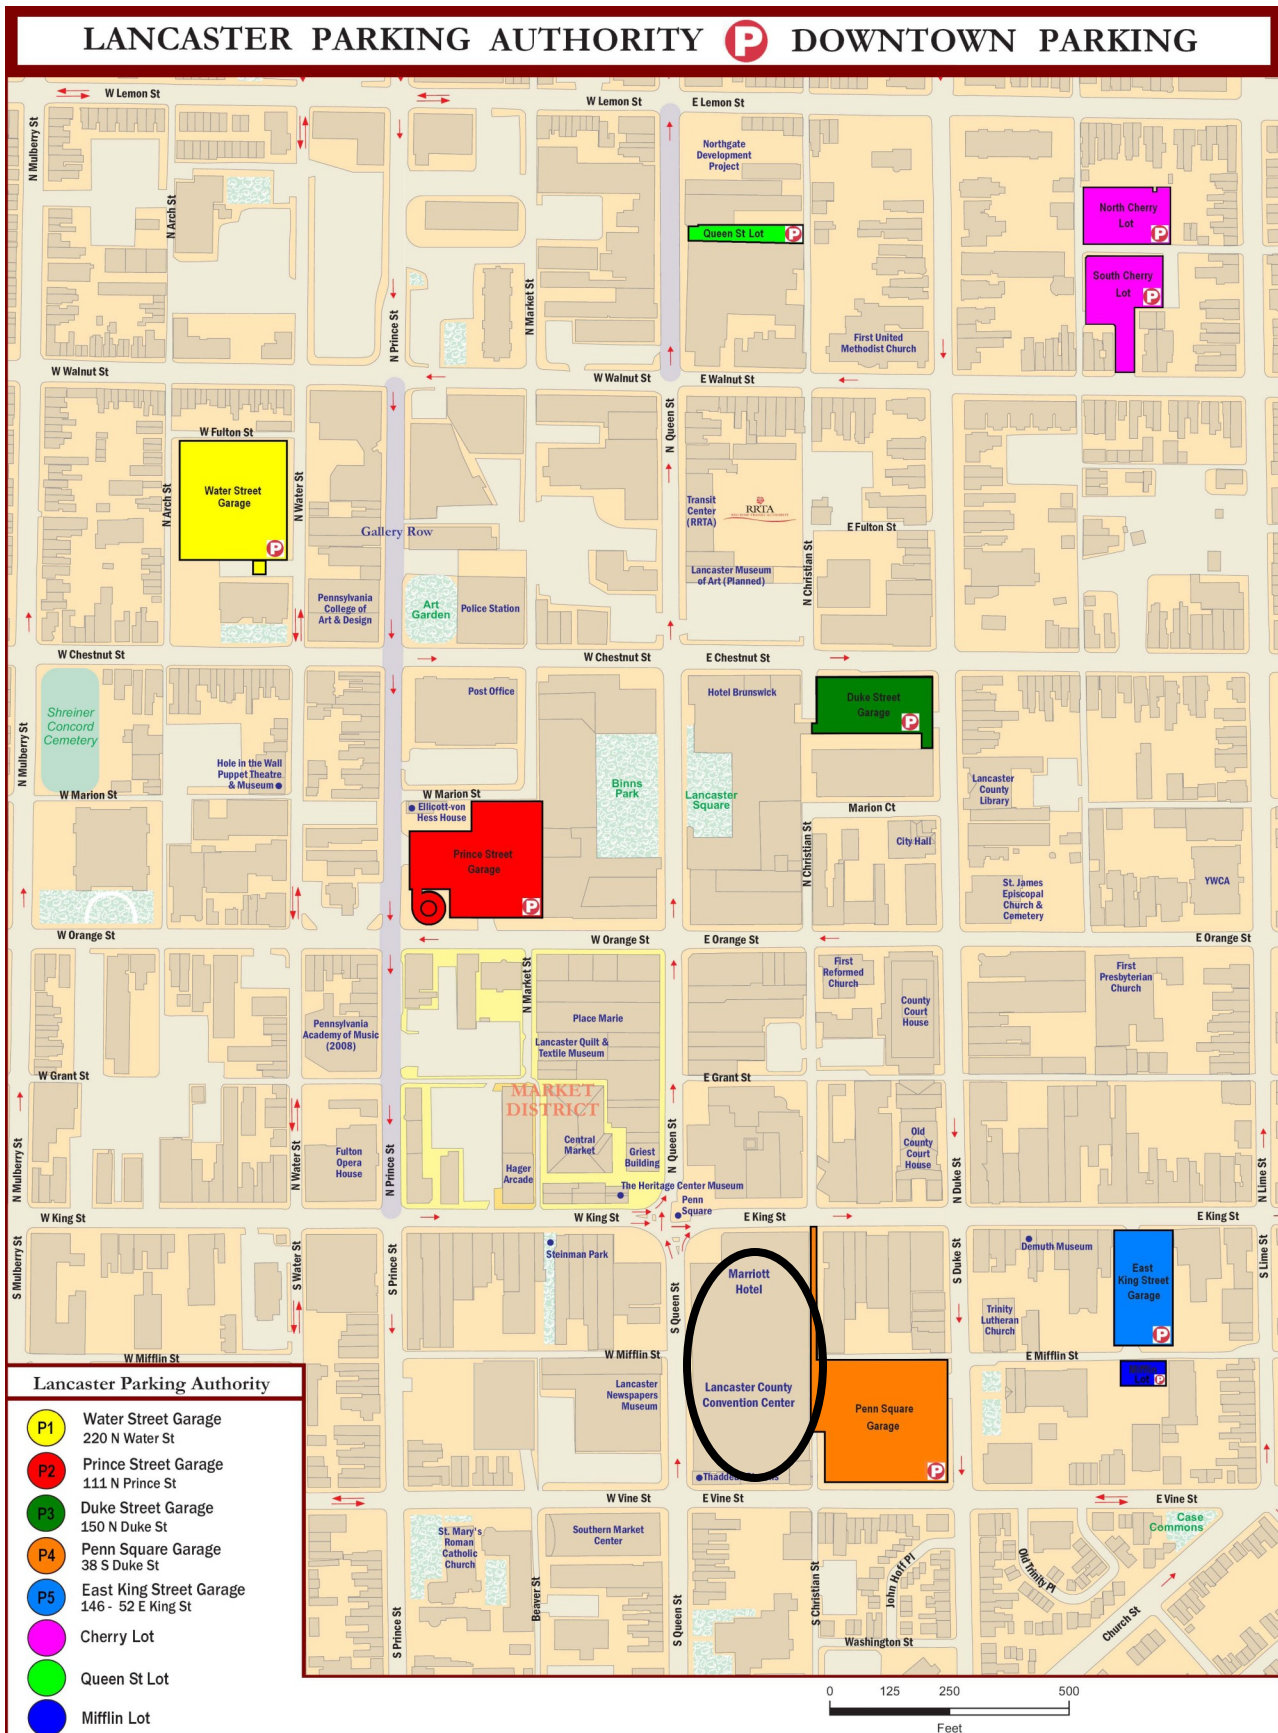 LANCASTER PARKING AUTHORITY P DOWNTOWN PARKING
W Lemon St
W Lemon St
E Lemon St
N Mulberry St
N Arch St
N Prince St
N Market St
Northgate
Development
Project
Queen St Lot P
North Cherry
Lot
P
South Cherry
Lot
P
First United
Methodist Church
W Walnut St
W Walnut St
E Walnut St
W Fulton St
N Queen St
Water Street
Garage
P
N Arch St
N Water St
Gallery Row
Transit
Center
(RRTA)
RRTA
E Fulton St
N Christian St
Lancaster Museum
of Art (Planned)
Pennsylvania
College of
Art & Design
Art
Garden
Police Station
W Chestnut St
W Chestnut St
E Chestnut St
Shreiner
Concord
Cemetery
N Mulberry St
Post Office
Hotel Brunswick
Duke Street
Garage
P
Hole in the Wall
Puppet Theatre
& Museum
Binns
Park
Lancaster
Square
Lancaster
County
Library
W Marion St
W Marion St
Marion Ct
Ellicott-von
Hess House
Prince Street
Garage
P
N Christian St
City Hall
St. James
Episcopal
Church &
Cemetery
YWCA
W Orange St
W Orange St
E Orange St
E Orange St
N Market St
First
Reformed
Church
First
Presbyterian
Church
County
Court
House
Place Marie
Pennsylvania
Academy of Music
(2008)
Lancaster Quilt &
Textile Museum
W Grant St
E Grant St
MARKET
DISTRICT
N Mulberry St
N Water St
Fulton
Opera
House
N Prince St
Hager
Arcade
Central
Market
Griest
Building
N Queen St
Old
County
Court
House
N Duke St
N Lime St
The Heritage Center Museum
Penn
Square
W King St
W King St
E King St
E King St
S Mulberry St
S Water St
S Prince St
Steinman Park
S Queen St
Marriott
Hotel
S Duke St
Demuth Museum
East
King Street
Garage
P
S Lime St
Trinity
Lutheran
Church
W Mifflin St
W Mifflin St
E Mifflin St
Lot P
Lancaster
Newspapers
Museum
Lancaster County
Convention Center
Penn Square
Garage
P
W Vine St
E Vine St
E Vine St
Case
Commons
St. Mary's
Roman
Catholic
Church
Southern Market
Center
S Prince St
Beaver St
S Queen St
S Christian St
John Hoff Pl
Old Trinity Pl
Church St
Washington St
Lancaster Parking Authority
P1 Water Street Garage
220 N Water St
P2 Prince Street Garage
111 N Prince St
P3 Duke Street Garage
150 N Duke St
P4 Penn Square Garage
38 S Duke St
P5 East King Street Garage
146 - 52 E King St
Cherry Lot
Queen St Lot
Mifflin Lot
0 125 250 500
Feet